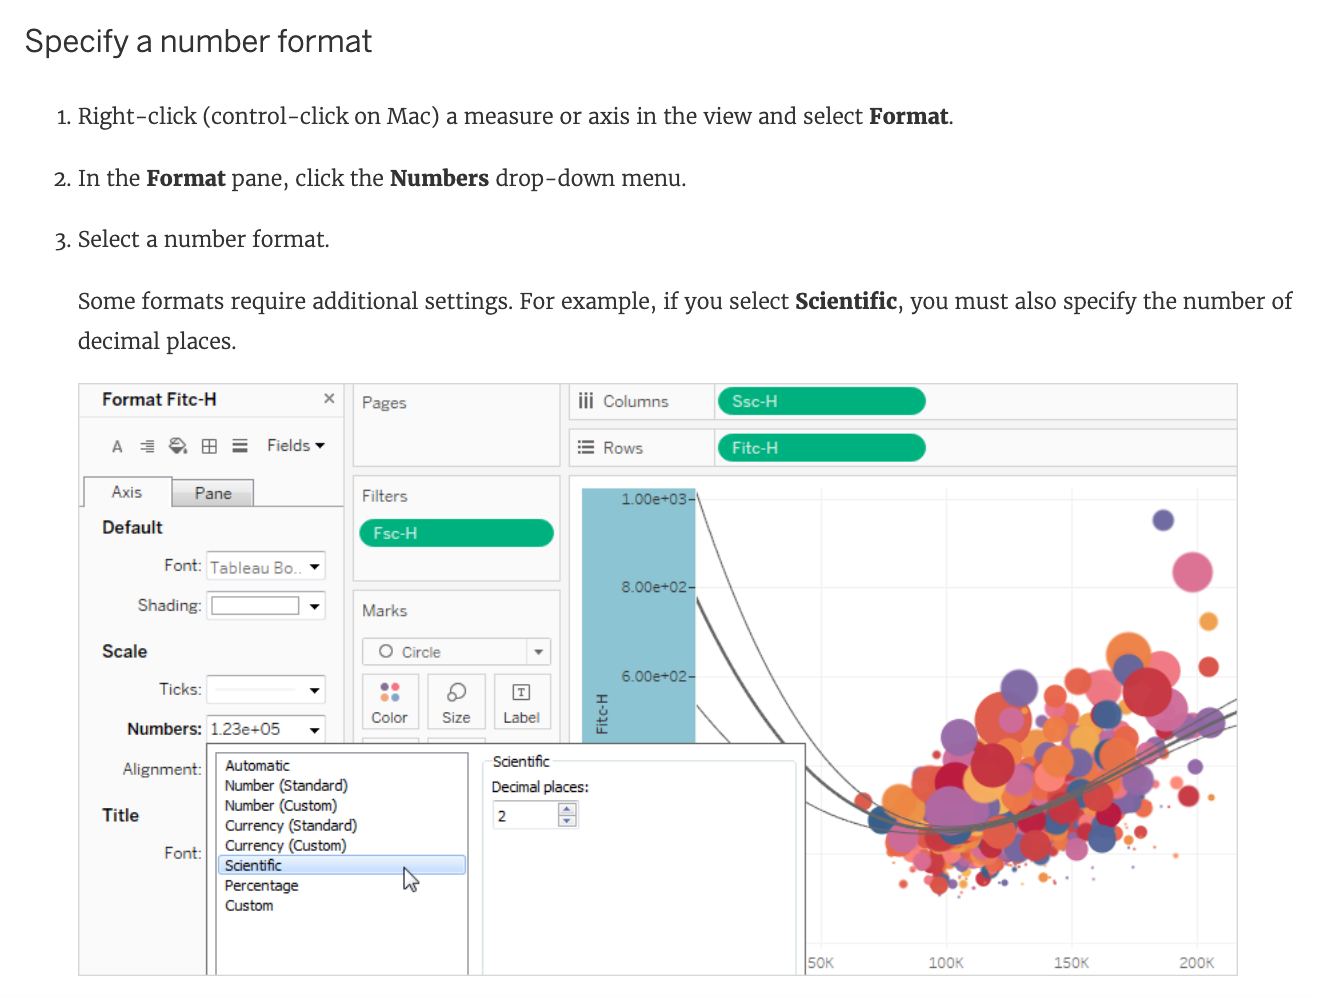 Specify a number format
1. Right-click (control-click on Mac) a measure or axis in the view and select Format.
2. In the Format pane, click the Numbers drop-down menu.
3. Select a number format.
Some formats require additional settings. For example, if you select Scientific, you must also specify the number of
decimal places.
Format Fitc-H
Fields
Axis
Pane
Default
Font: Tableau Bo..
Shading:
Scale
Ticks:
Numbers: 1.23e+05
Alignment:
Title
Font:
Automatic
Number (Standard)
Number (Custom)
Currency (Standard)
Currency (Custom)
Scientific
Percentage
Custom
Scientific
Decimal places:
2
Pages
Filters
Fsc-H
Marks
Circle
Color
Size
Label
Columns
Ssc-H
Rows
Fitc-H
1.00e+03
8.00e+02
6.00e+02
Fitc-H
50K
100K
150K
200K